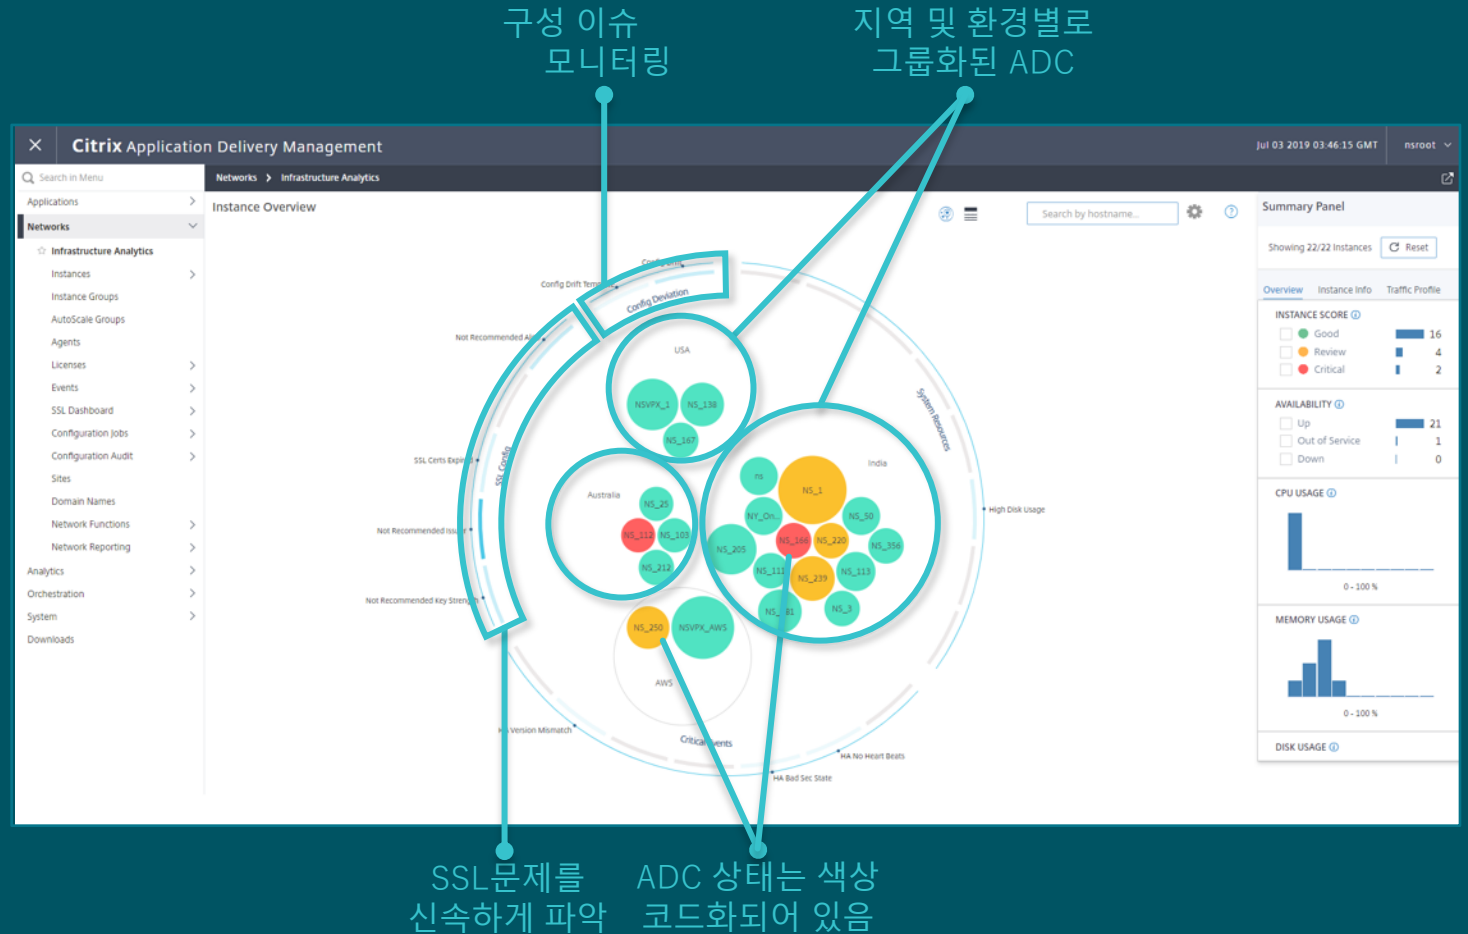 구성 이슈
모니터링
지역 및 환경별로
그룹화된 ADC
Citrix Application Delivery Management
Jul 03 2019 03:46:15 GMT
nsroot
Search in Menu
Applications
Networks
Infrastructure Analytics
Instances
Instance Groups
AutoScale Groups
Agents
Licenses
Events
SSL Dashboard
Configuration Jobs
Configuration Audit
Sites
Domain Names
Network Functions
Network Reporting
Analytics
Orchestration
System
Downloads
Networks > Infrastructure Analytics
Instance Overview
Search by hostname...
Config Drift
Config Deviation
Not Recommended
SSL Config
SSL Certs
Not Recommended
Not Recommended Key Strength
Version Mismatch
Critical Events
HA Bad Sec State
HA No Heart Beats
High Disk Usage
System Resources
USA
NSVPX_1
NS_138
NS_167
Australia
NS_25
NS_112
NS_103
NS_212
India
ns
NS_1
NY_On...
NS_50
NS_205
NS_166
NS_220
NS_356
NS_111
NS_239
NS_113
NS_3
NS_250
NSVPX_AWS
AWS
Summary Panel
Showing 22/22 Instances
Reset
Overview
Instance Info
Traffic Profile
INSTANCE SCORE
Good 16
Review 4
Critical 2
AVAILABILITY
Up 21
Out of Service 1
Down 0
CPU USAGE
0 - 100 %
MEMORY USAGE
0 - 100 %
DISK USAGE
SSL문제를
신속하게 파악
ADC 상태는 색상
코드화되어 있음